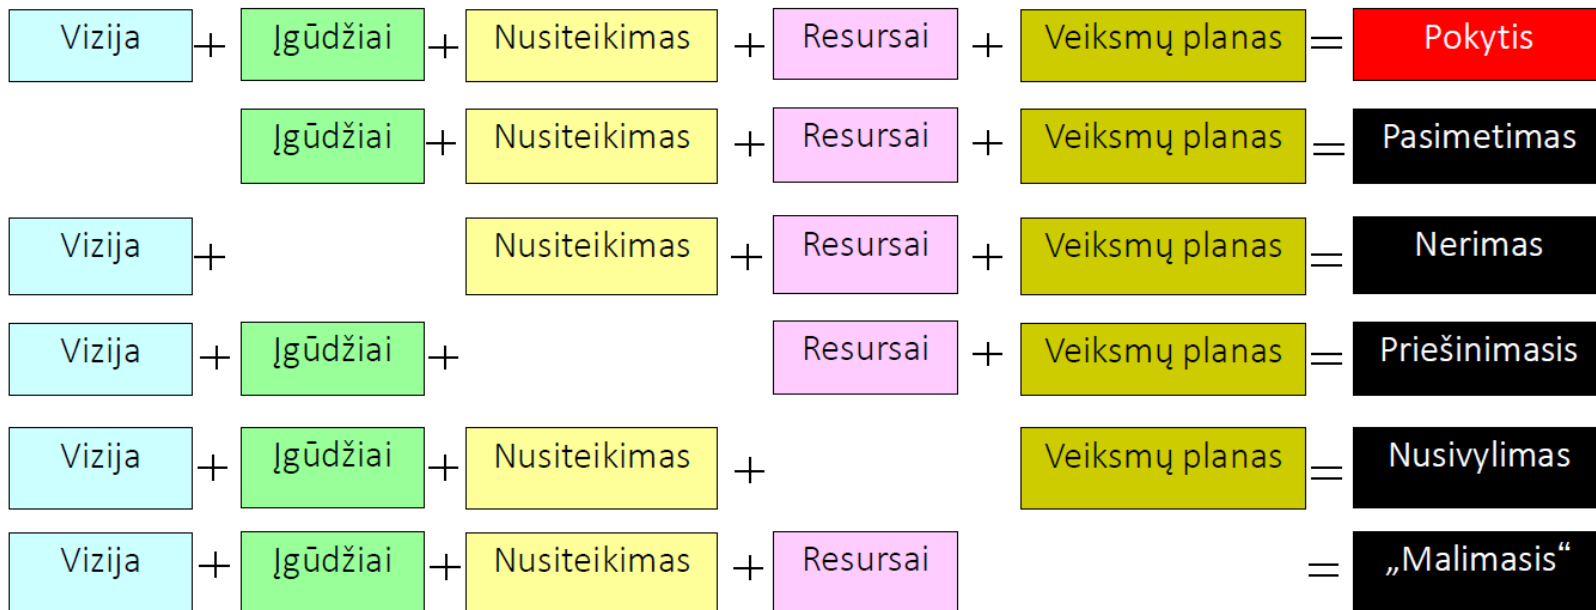 Vizija + Įgūdžiai + Nusiteikimas + Resursai + Veiksmų planas = Pokytis
Įgūdžiai + Nusiteikimas + Resursai + Veiksmų planas = Pasimetimas
Vizija + Nusiteikimas + Resursai + Veiksmų planas = Nerimas
Vizija + Įgūdžiai + Resursai + Veiksmų planas = Priešinimasis
Vizija + Įgūdžiai + Nusiteikimas + Veiksmų planas = Nusivylimas
Vizija + Įgūdžiai + Nusiteikimas + Resursai = „Malimasis“